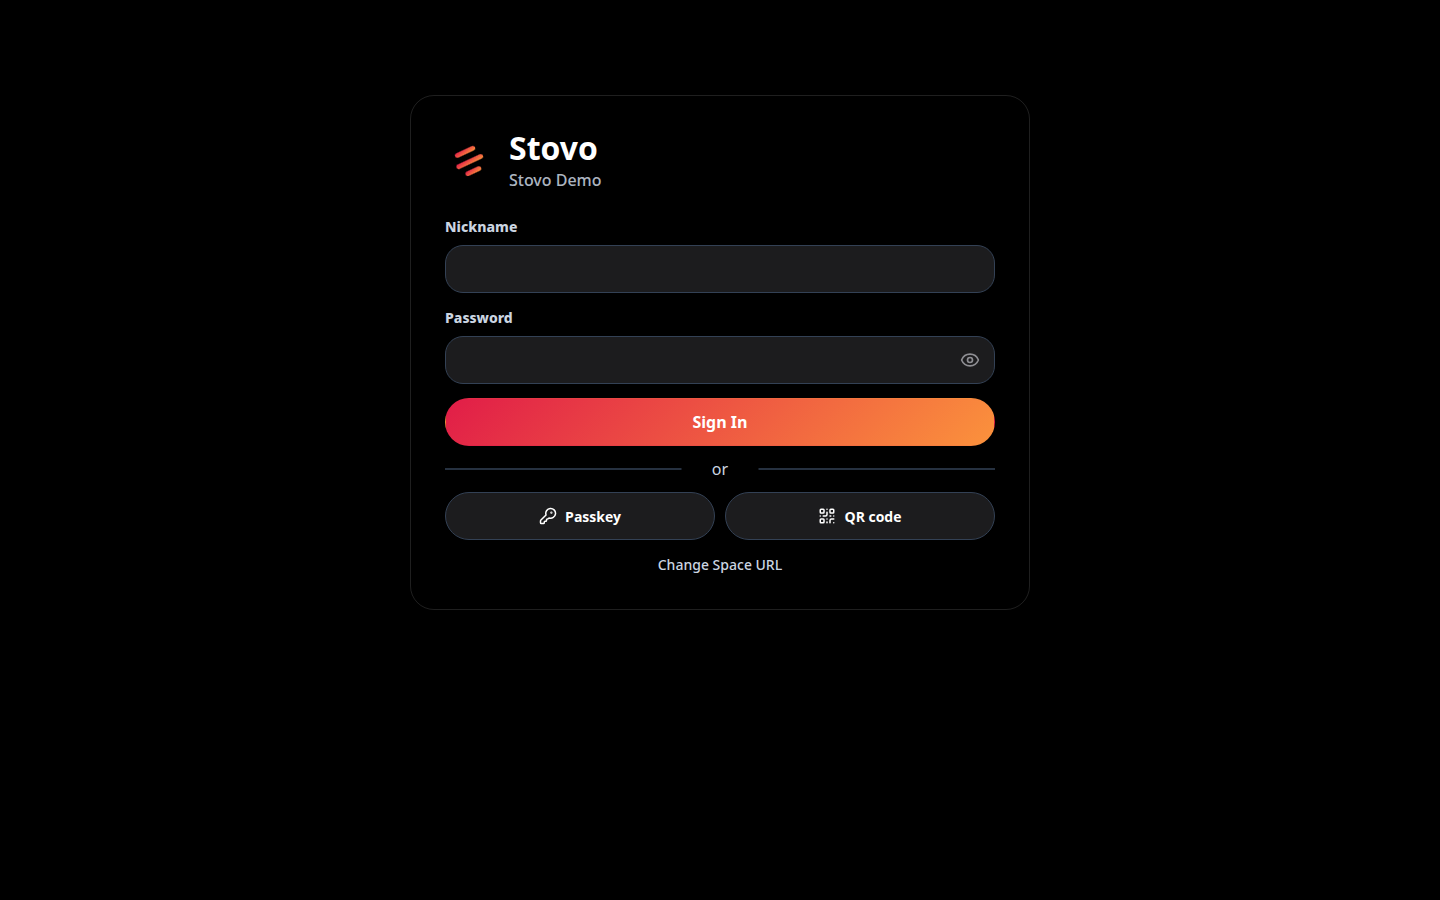 Stovo
Stovo Demo
Nickname
Password
Sign In
or
Passkey
QR code
Change Space URL